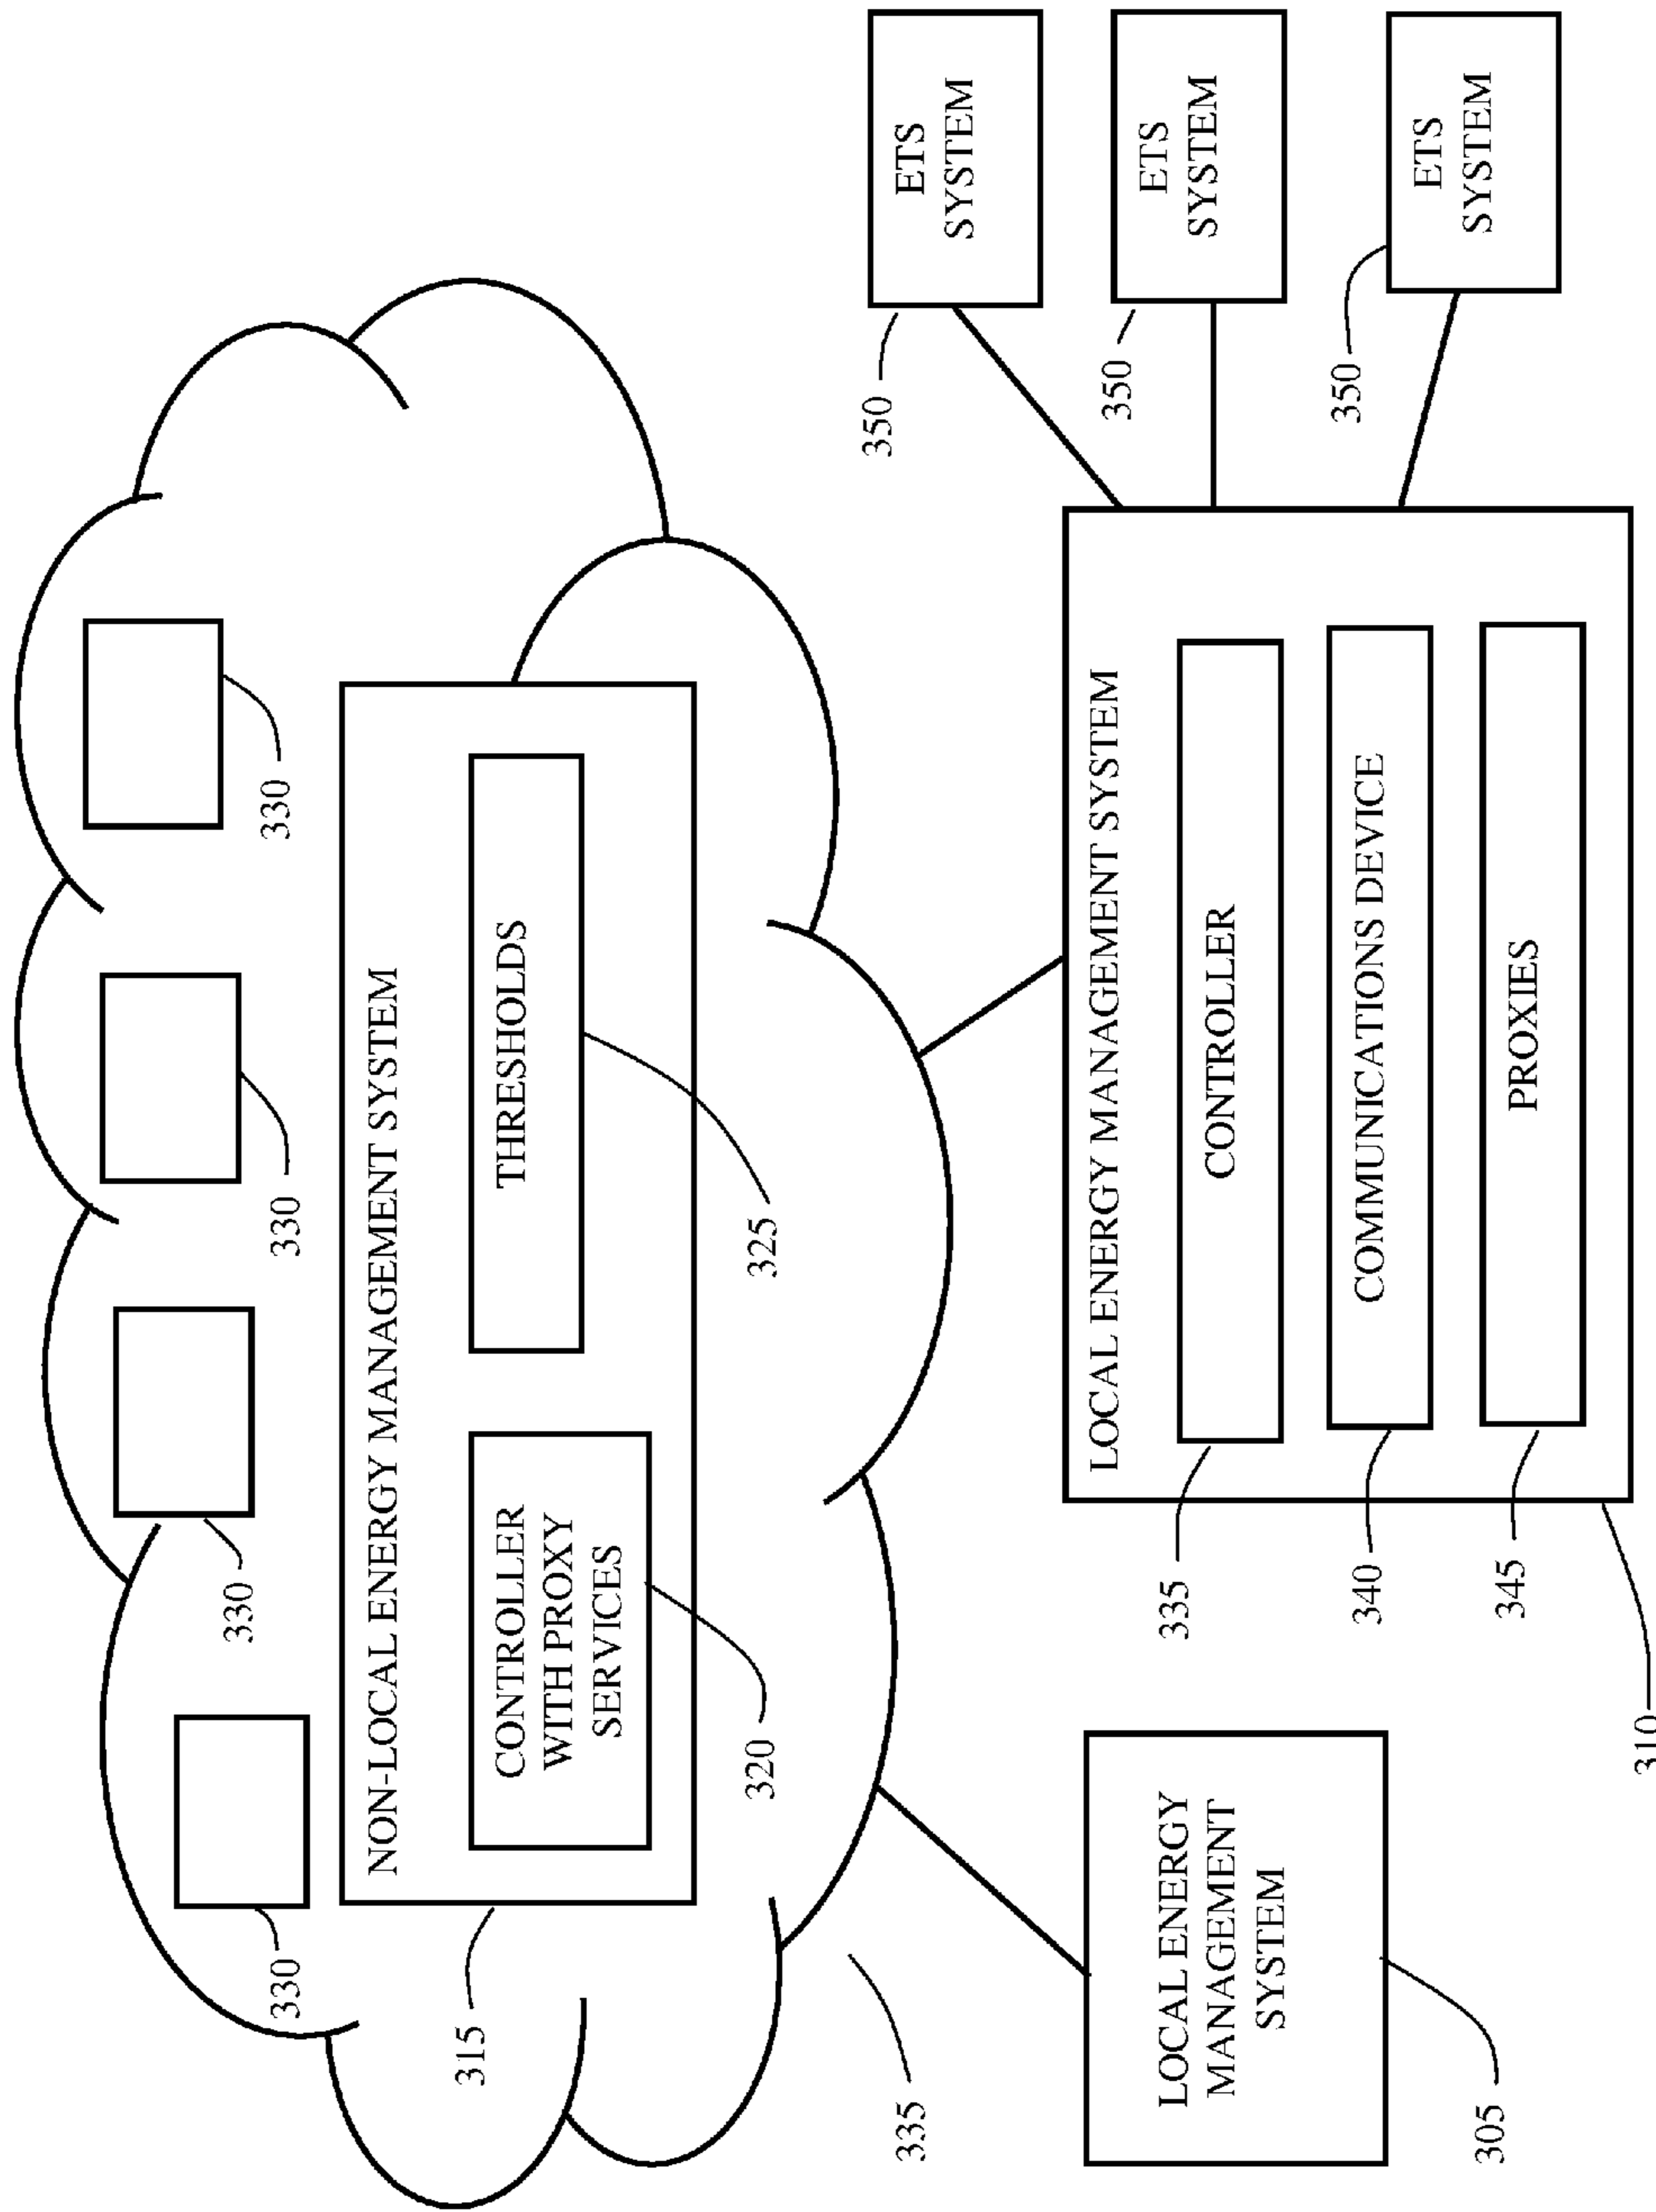 330
330
330
330
NON-LOCAL ENERGY MANAGEMENT SYSTEM
315
CONTROLLER
WITH PROXY
SERVICES
THRESHOLDS
320
325
335
350
ETS
SYSTEM
350
ETS
SYSTEM
350
ETS
SYSTEM
LOCAL ENERGY
MANAGEMENT
SYSTEM
305
LOCAL ENERGY MANAGEMENT SYSTEM
335
CONTROLLER
340
COMMUNICATIONS DEVICE
345
PROXIES
310